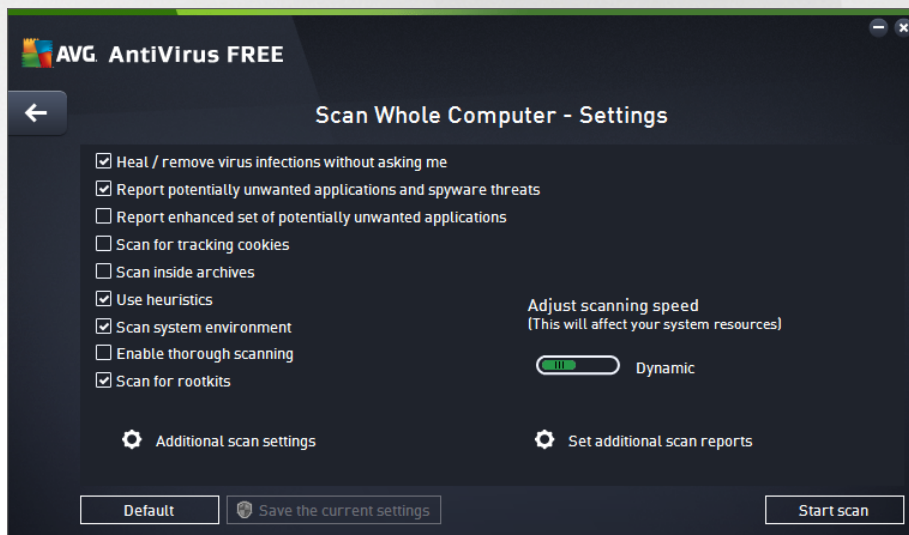 AVG. AntiVirus FREE
Scan Whole Computer - Settings
Heal / remove virus infections without asking me
Report potentially unwanted applications and spyware threats
Report enhanced set of potentially unwanted applications
Scan for tracking cookies
Scan inside archives
Use heuristics
Scan system environment
Enable thorough scanning
Scan for rootkits
Adjust scanning speed
(This will affect your system resources)
Dynamic
Additional scan settings
Set additional scan reports
Default
Save the current settings
Start scan